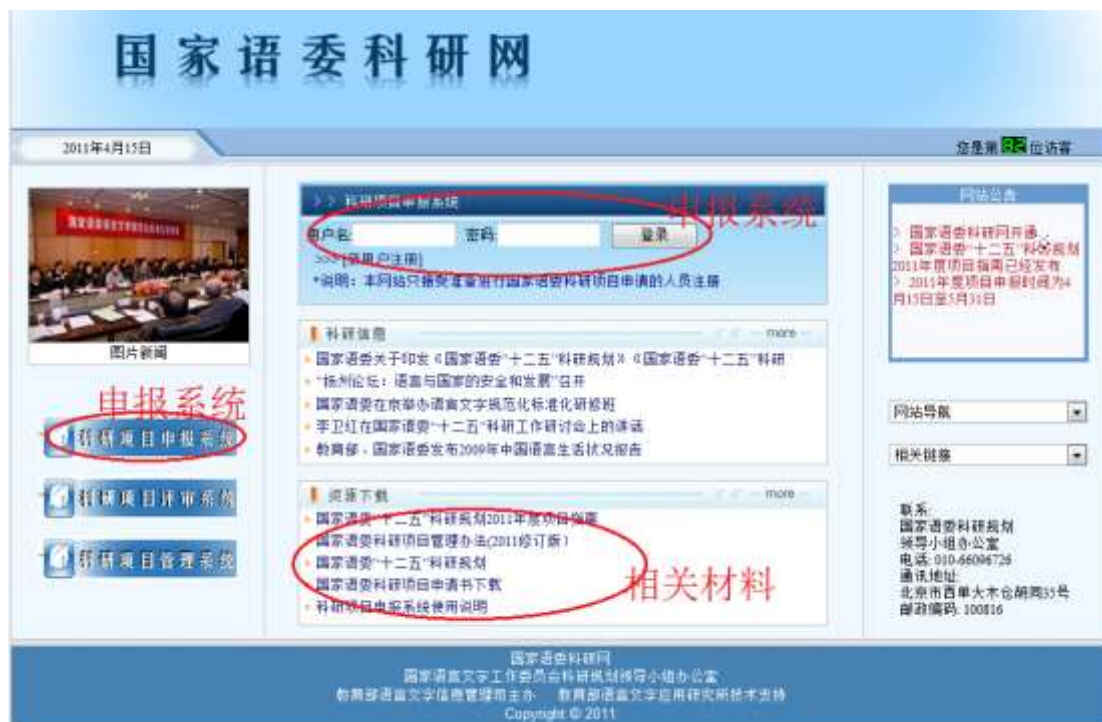 国家语委科研网
2011年4月15日
您是第82位访客
图片新闻
申报系统
科研项目申报系统
科研项目评审系统
科研项目管理系统
>> 科研项目申报系统
申报系统
用户名:
密码:
登录
>>>[新用户注册]
*说明：本网站只接受准备进行国家语委科研项目申请的人员注册
科研信息
more
国家语委关于印发《国家语委“十二五”科研规划》《国家语委“十二五”科研
“扬州论坛：语言与国家的安全和发展”召开
国家语委在京举办语言文字规范化标准化研修班
李卫红在国家语委“十二五”科研工作研讨会上的讲话
教育部、国家语委发布2009年中国语言生活状况报告
资源下载
more
国家语委“十二五”科研规划2011年度项目指南
国家语委科研项目管理办法(2011修订版)
国家语委“十二五”科研规划
国家语委科研项目申请书下载
科研项目申报系统使用说明
相关材料
网站公告
> 国家语委科研网开通
> 国家语委“十二五”科研规划
2011年度项目指南已经发布
> 2011年度项目申报时间为4
月15日至5月31日
网站导航
相关链接
联系:
国家语委科研规划
领导小组办公室
电话: 010-66096726
通讯地址:
北京市西单大木仓胡同35号
邮政编码: 100816
国家语委科研网
国家语言文字工作委员会科研规划领导小组办公室
教育部语言文字信息管理司主办 教育部语言文字应用研究所技术支持
Copyright © 2011